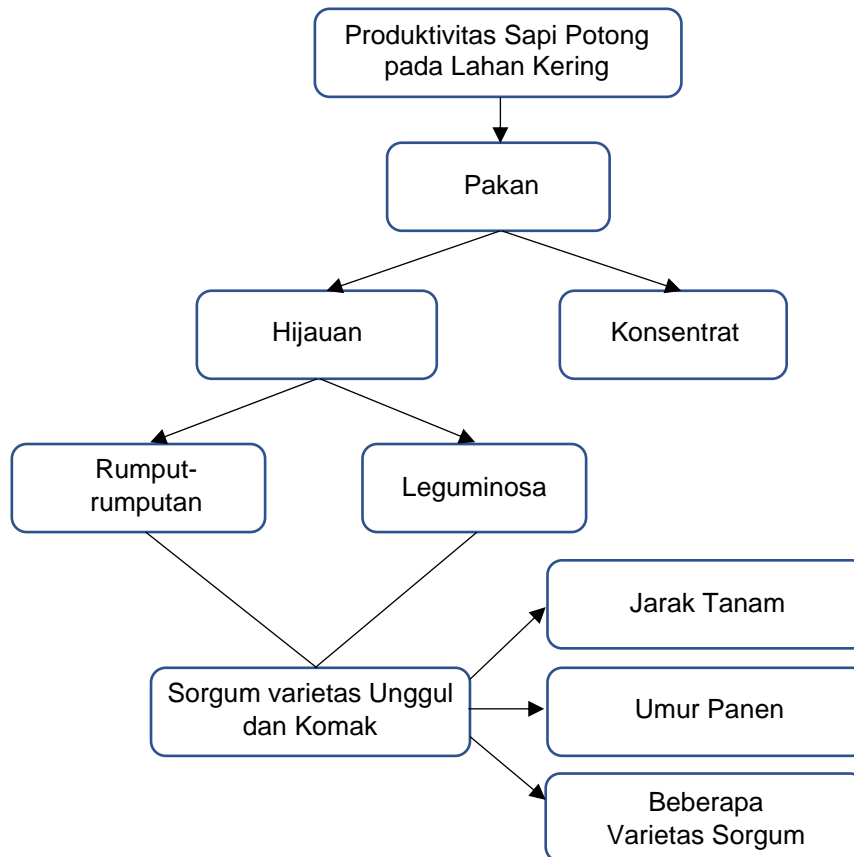 Produktivitas Sapi Potong
pada Lahan Kering
Pakan
Hijauan
Konsentrat
Rumput-
rumputan
Leguminosa
Jarak Tanam
Sorgum varietas Unggul
dan Komak
Umur Panen
Beberapa
Varietas Sorgum